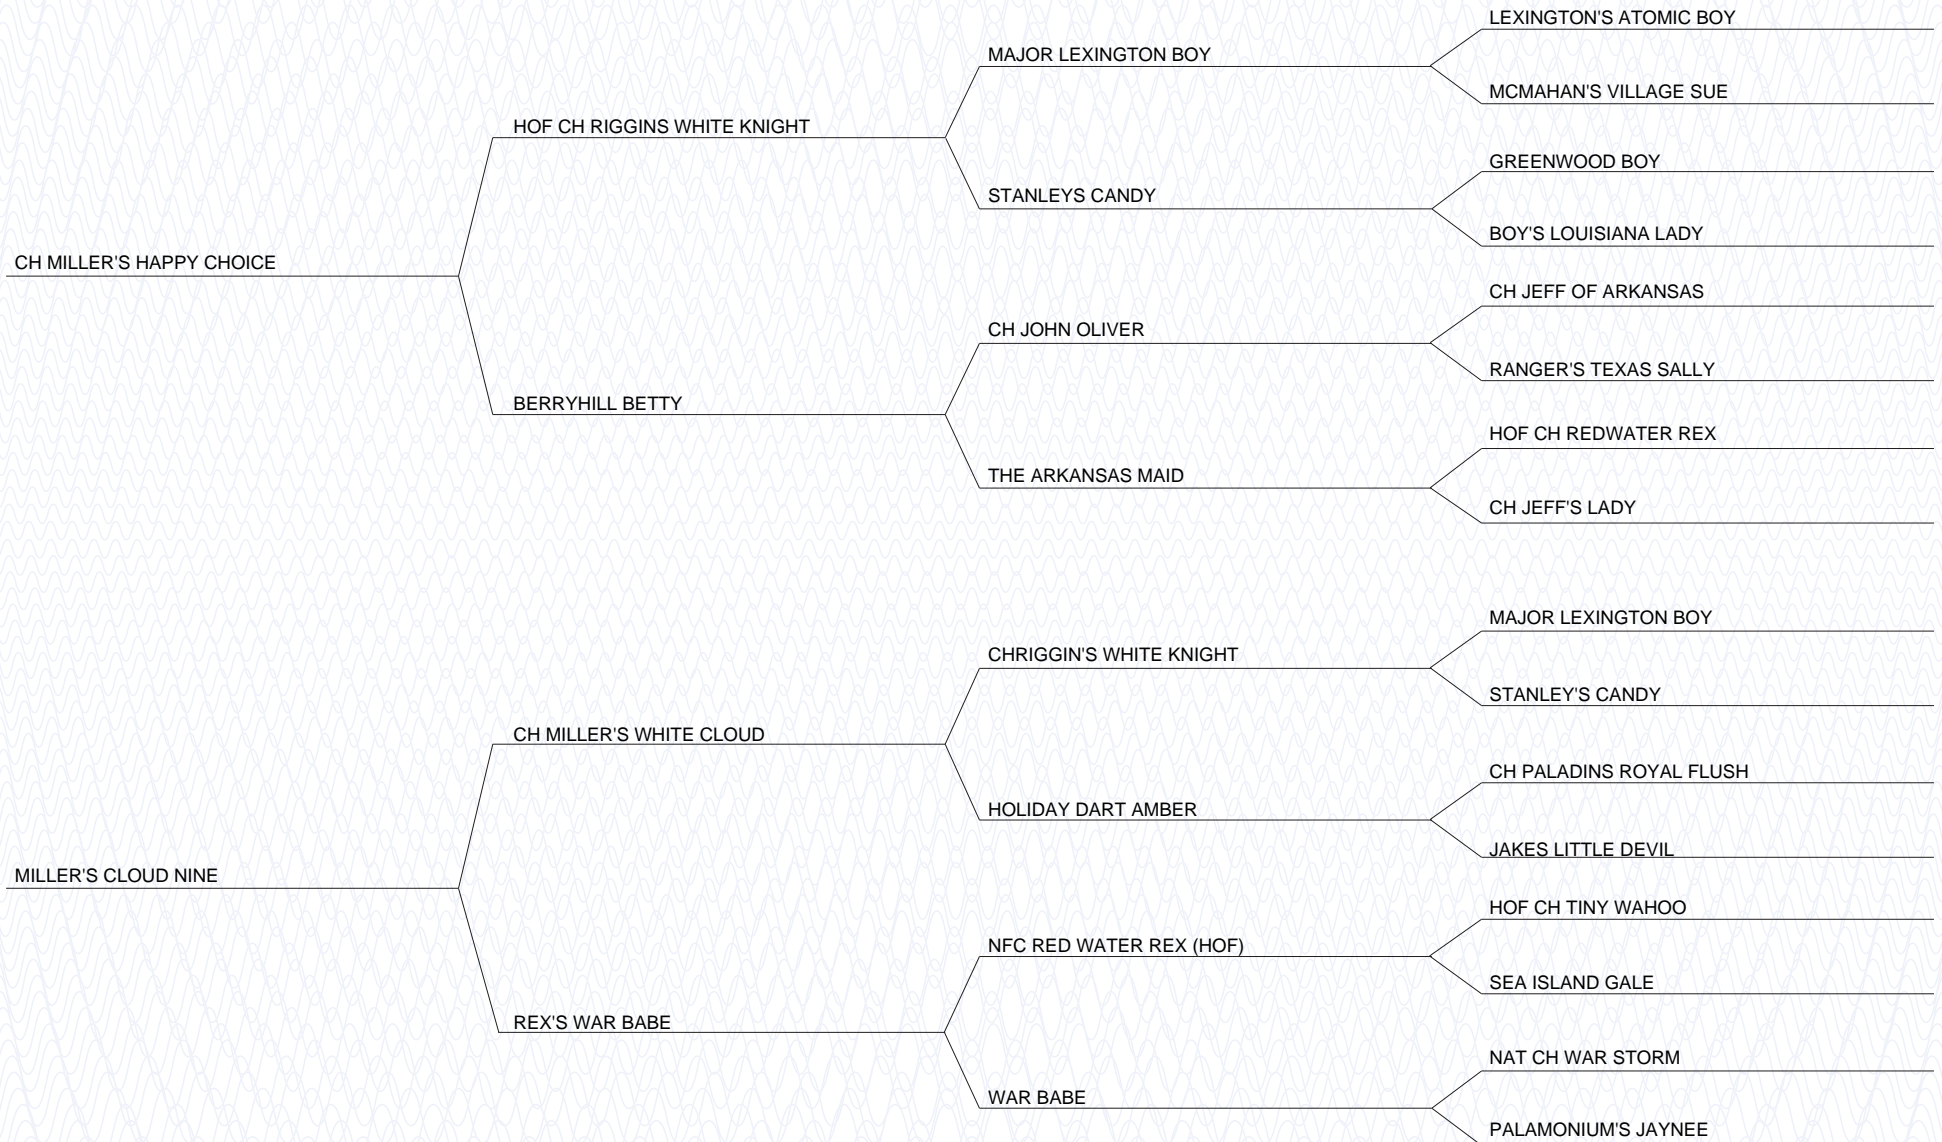 LEXINGTON'S ATOMIC BOY
MAJOR LEXINGTON BOY
MCMAHAN'S VILLAGE SUE
HOF CH RIGGINS WHITE KNIGHT
GREENWOOD BOY
STANLEYS CANDY
BOY'S LOUISIANA LADY
CH MILLER'S HAPPY CHOICE
CH JEFF OF ARKANSAS
CH JOHN OLIVER
RANGER'S TEXAS SALLY
BERRYHILL BETTY
HOF CH REDWATER REX
THE ARKANSAS MAID
CH JEFF'S LADY
MAJOR LEXINGTON BOY
CHRIGGIN'S WHITE KNIGHT
STANLEY'S CANDY
CH MILLER'S WHITE CLOUD
CH PALADINS ROYAL FLUSH
HOLIDAY DART AMBER
JAKES LITTLE DEVIL
MILLER'S CLOUD NINE
HOF CH TINY WAHOO
NFC RED WATER REX (HOF)
SEA ISLAND GALE
REX'S WAR BABE
NAT CH WAR STORM
WAR BABE
PALAMONIUM'S JAYNEE